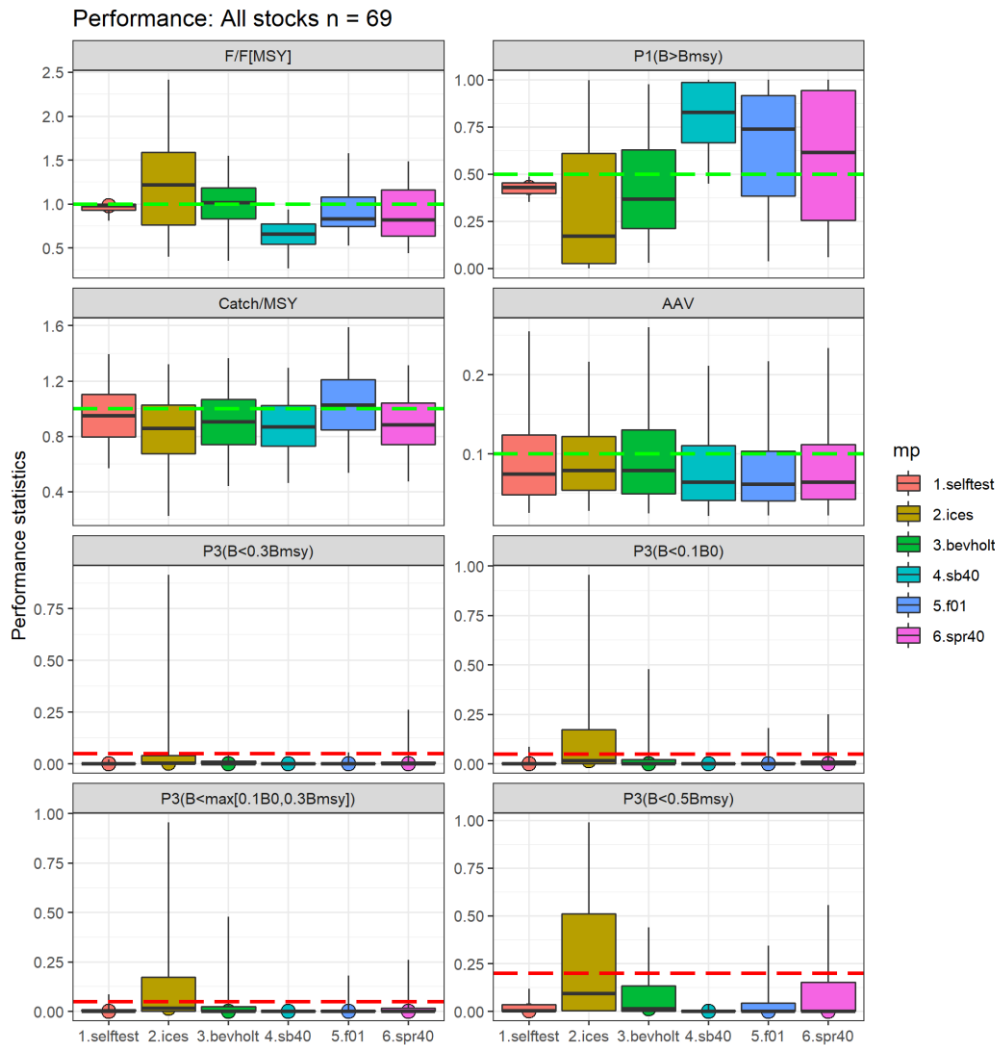 Performance: All stocks n = 69
F/F[MSY]
P1(B>Bmsy)
2.5
2.0
1.5
1.0
0.5
1.00
0.75
0.50
0.25
0.00
Catch/MSY
AAV
1.6
1.2
0.8
0.4
0.2
0.1
P3(B<0.3Bmsy)
P3(B<0.1B0)
0.75
0.50
0.25
0.00
1.00
0.75
0.50
0.25
0.00
P3(B<max[0.1B0,0.3Bmsy])
P3(B<0.5Bmsy)
1.00
0.75
0.50
0.25
0.00
1.00
0.75
0.50
0.25
0.00
1.selftest 2.ices 3.bevholt 4.sb40 5.f01 6.spr40
1.selftest 2.ices 3.bevholt 4.sb40 5.f01 6.spr40
Performance statistics
mp
1.selftest
2.ices
3.bevholt
4.sb40
5.f01
6.spr40